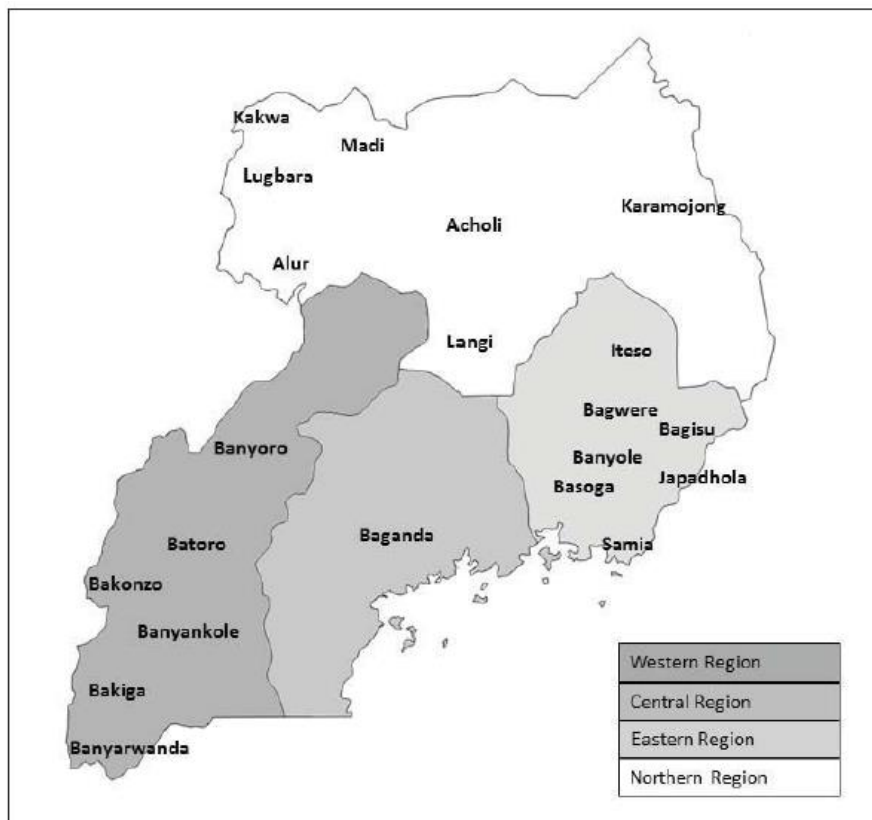 Kakwa
Madi
Lugbara
Karamojong
Acholi
Alur
Langi
Iteso
Bagwere
Bagisu
Banyoro
Banyole
Japadhola
Basoga
Baganda
Batoro
Samia
Bakonzo
Banyankole
Bakiga
Banyarwanda
Western Region
Central Region
Eastern Region
Northern Region